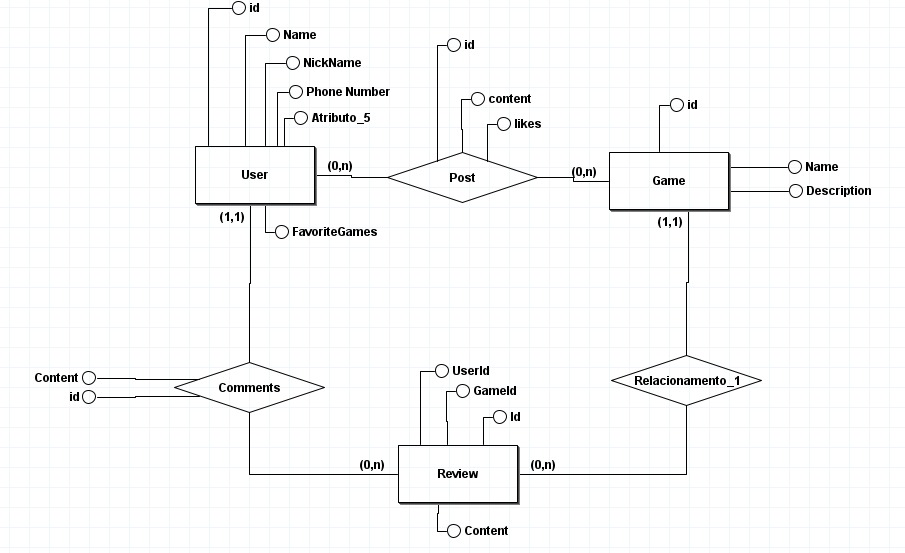 id
Name
NickName
Phone Number
Atributo_5
User
(0,n)
id
content
likes
Post
(0,n)
id
Game
Name
Description
(1,1)
FavoriteGames
(1,1)
Content
id
Comments
UserId
GameId
Id
Relacionamento_1
(0,n)
Review
(0,n)
Content